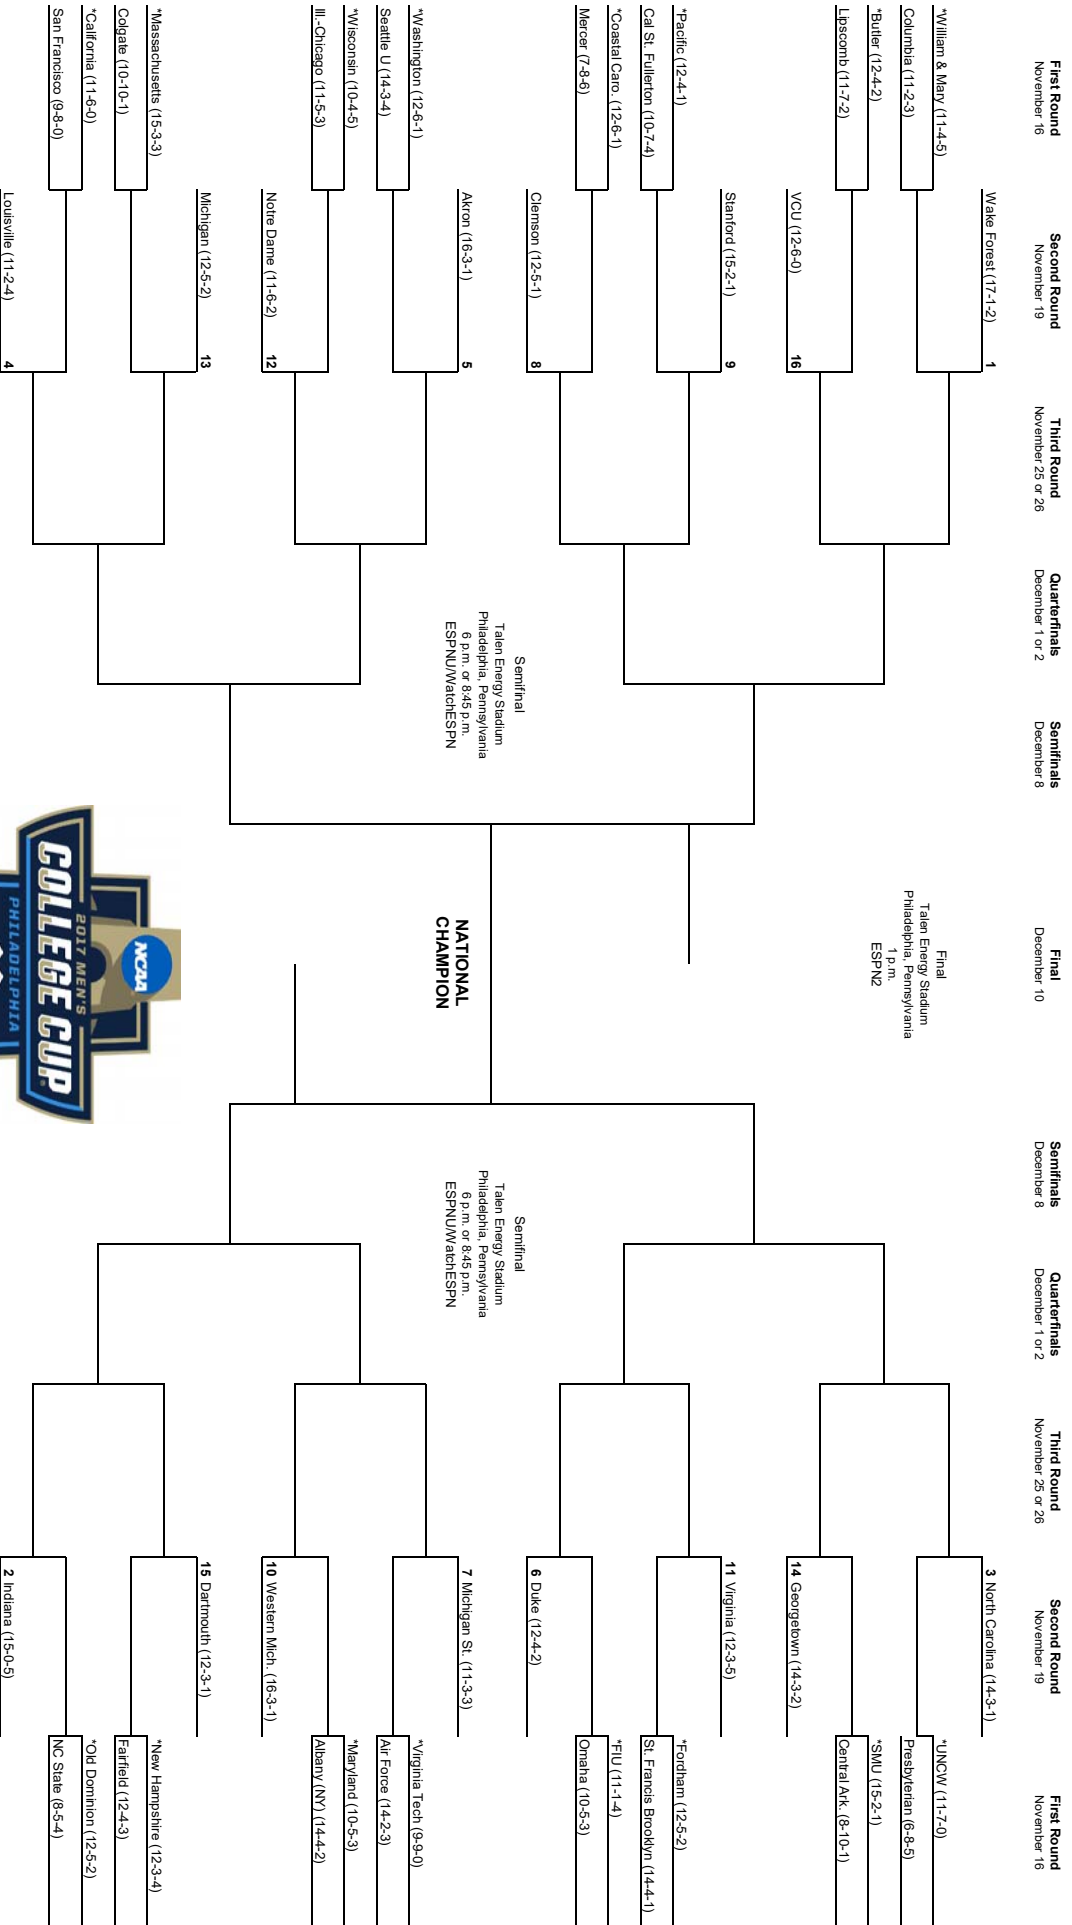 First Round
November 16
Second Round
November 19
Third Round
November 25 or 26
Quarterfinals
December 1 or 2
Semifinals
December 8
Final
December 10
Semifinals
December 8
Quarterfinals
December 1 or 2
Third Round
November 25 or 26
Second Round
November 19
First Round
November 16
Wake Forest (17-1-2)
1
*William & Mary (11-4-5)
Columbia (11-2-3)
*Butler (12-4-2)
Lipscomb (11-7-2)
VCU (12-6-0)
16
Stanford (15-2-1)
9
*Pacific (12-4-1)
Cal St. Fullerton (10-7-4)
*Coastal Caro. (12-6-1)
Mercer (7-8-6)
Clemson (12-5-1)
8
Akron (16-3-1)
5
*Washington (12-6-1)
Seattle U (14-3-4)
*Wisconsin (10-4-5)
Ill.-Chicago (11-5-3)
Notre Dame (11-6-2)
12
Michigan (12-5-2)
13
*Massachusetts (15-3-3)
Colgate (10-10-1)
*California (11-6-0)
San Francisco (9-8-0)
Louisville (11-2-4)
4
Semifinal
Talen Energy Stadium
Philadelphia, Pennsylvania
6 p.m. or 8:45 p.m.
ESPNU/WatchESPN
Final
Talen Energy Stadium
Philadelphia, Pennsylvania
1 p.m.
ESPN2
NATIONAL
CHAMPION
NCAA
2017 MEN'S
COLLEGE CUP
PHILADELPHIA
Semifinal
Talen Energy Stadium
Philadelphia, Pennsylvania
6 p.m. or 8:45 p.m.
ESPNU/WatchESPN
3 North Carolina (14-3-1)
*UNCW (11-7-0)
Presbyterian (6-8-5)
*SMU (15-2-1)
Central Ark. (8-10-1)
14 Georgetown (14-3-2)
11 Virginia (12-3-5)
*Fordham (12-5-2)
St. Francis Brooklyn (14-4-1)
*FIU (11-1-4)
Omaha (10-5-3)
6 Duke (12-4-2)
7 Michigan St. (11-3-3)
*Virginia Tech (9-9-0)
Air Force (14-2-3)
*Maryland (10-5-3)
Albany (NY) (14-4-2)
10 Western Mich. (16-3-1)
15 Dartmouth (12-3-1)
*New Hampshire (12-3-4)
Fairfield (12-4-3)
*Old Dominion (12-5-2)
NC State (8-5-4)
2 Indiana (15-0-5)